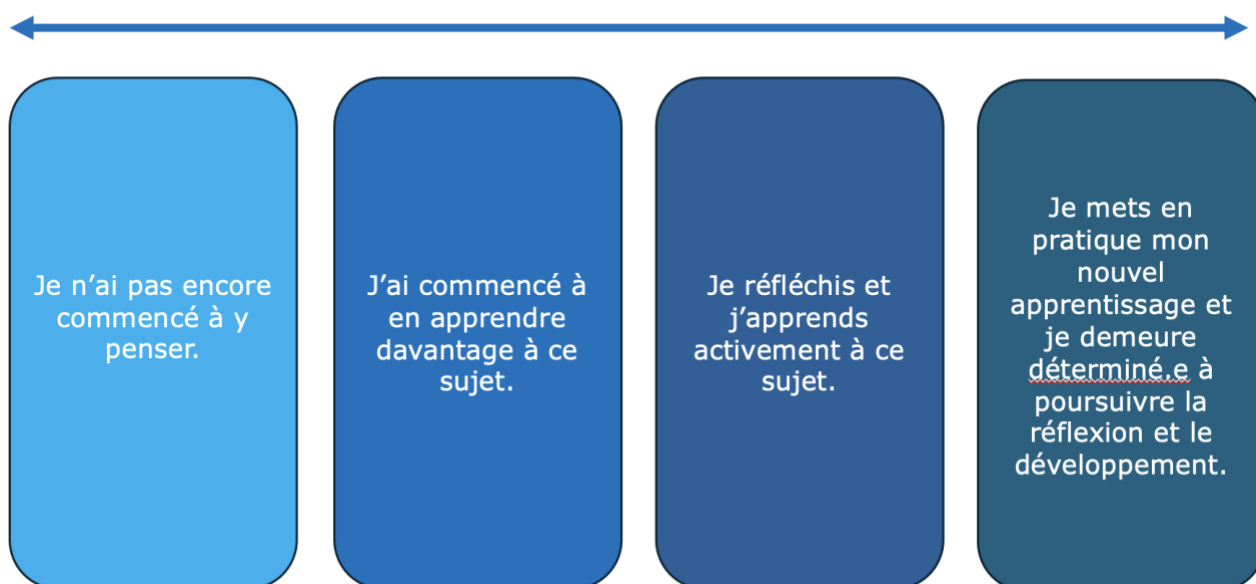 Je n’ai pas encore
commencé à y
penser.
J’ai commencé à
en apprendre
davantage à ce
sujet.
Je réfléchis et
j’apprends
activement à ce
sujet.
Je mets en
pratique mon
nouvel
apprentissage et
je demeure
déterminé.e à
poursuivre la
réflexion et le
développement.